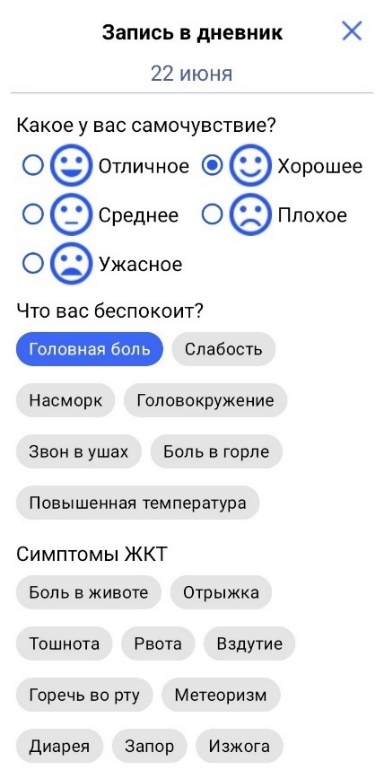 Запись в дневник
22 июня
Какое у вас самочувствие?
Отличное Хорошее
Среднее Плохое
Ужасное
Что вас беспокоит?
Головная боль Слабость
Насморк Головокружение
Звон в ушах Боль в горле
Повышенная температура
Симптомы ЖКТ
Боль в животе Отрыжка
Тошнота Рвота Вздутие
Горечь во рту Метеоризм
Диарея Запор Изжога